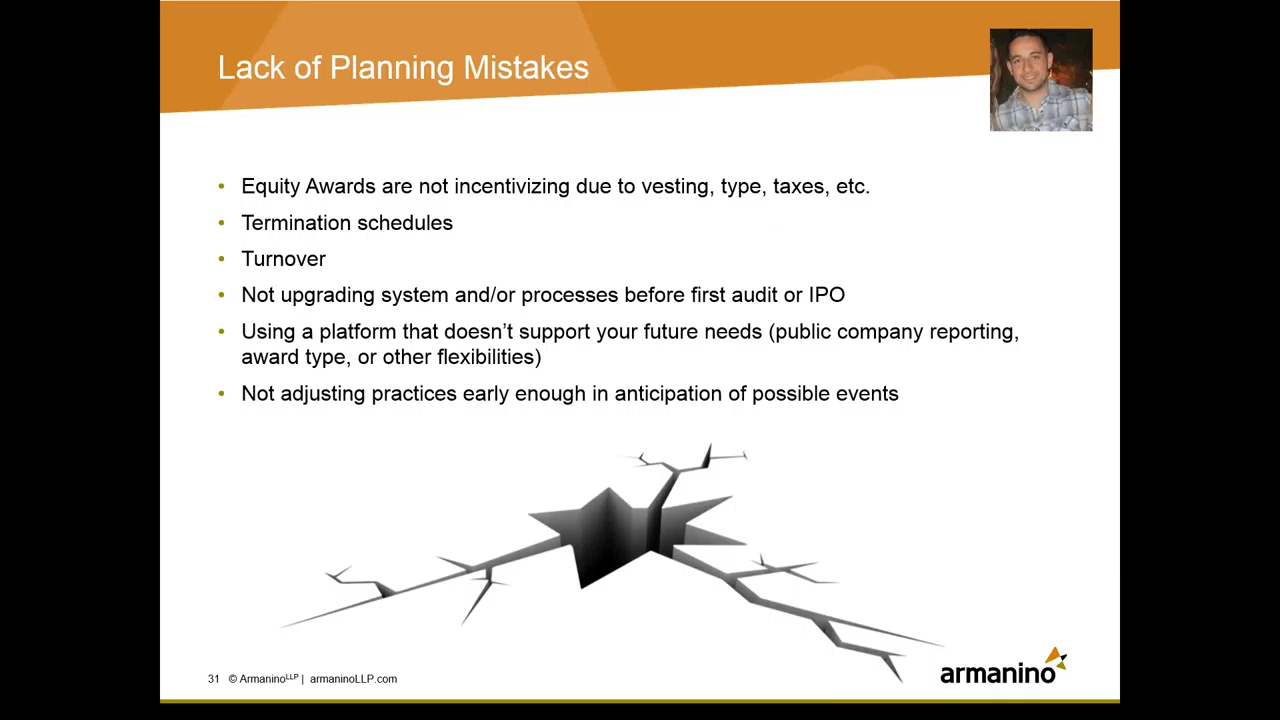 Lack of Planning Mistakes
• Equity Awards are not incentivizing due to vesting, type, taxes, etc.
• Termination schedules
• Turnover
• Not upgrading system and/or processes before first audit or IPO
• Using a platform that doesn’t support your future needs (public company reporting,
award type, or other flexibilities)
• Not adjusting practices early enough in anticipation of possible events
31 © ArmaninoLLP | armaninoLLP.com
armanino